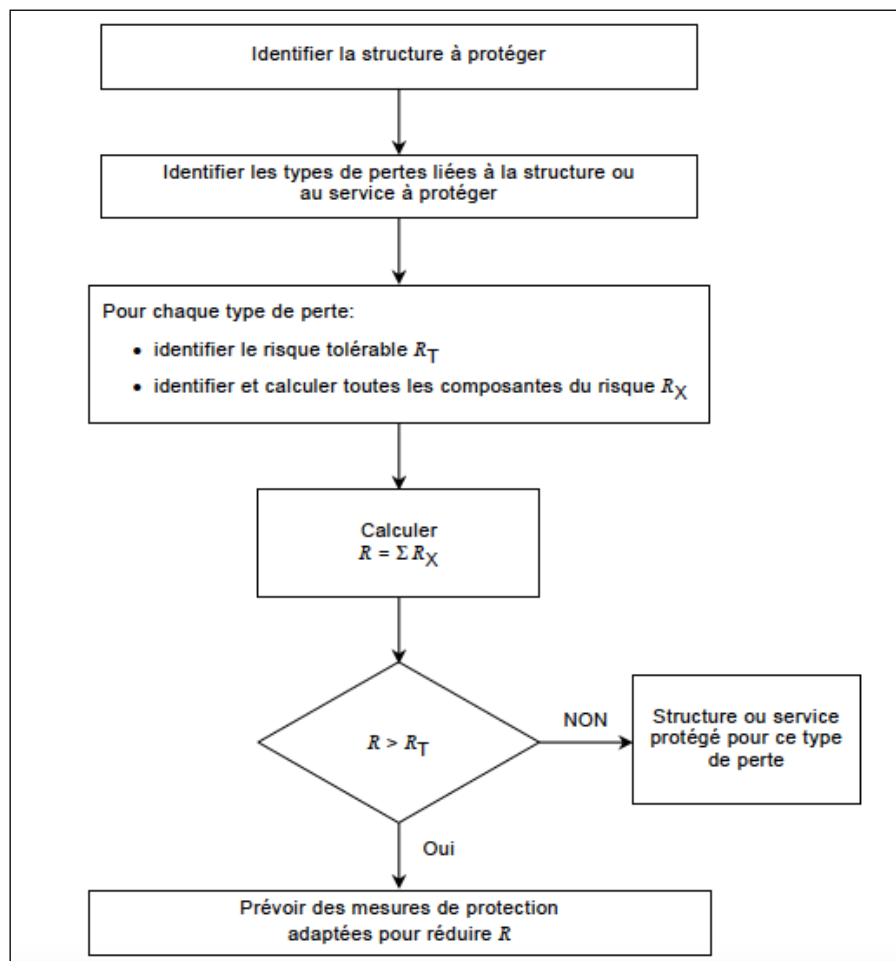 Identifier la structure à protéger
Identifier les types de pertes liées à la structure ou
au service à protéger
Pour chaque type de perte:
• identifier le risque tolérable R_T
• identifier et calculer toutes les composantes du risque R_X
Calculer
R = Σ R_X
R > R_T
NON
Structure ou service
protégé pour ce type
de perte
Oui
Prévoir des mesures de protection
adaptées pour réduire R